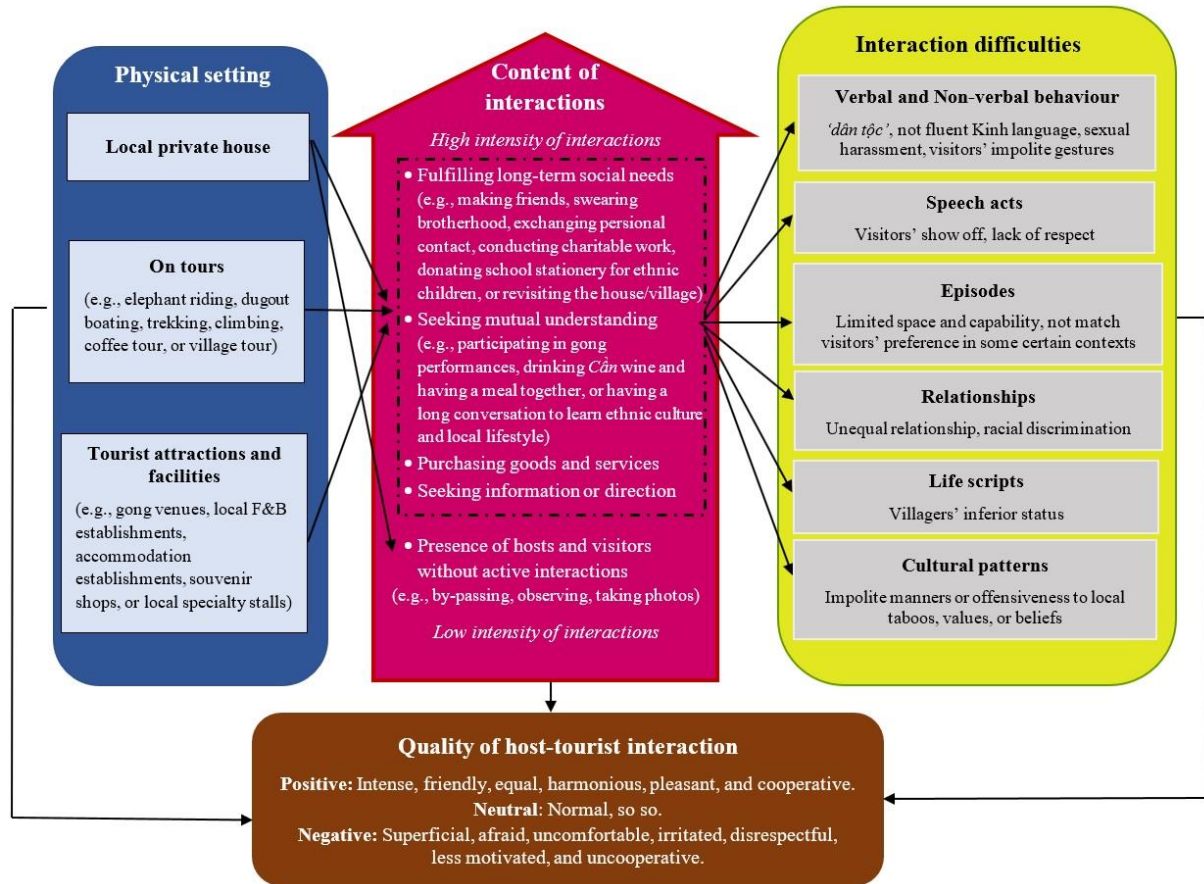 Physical setting
Local private house
On tours
(e.g., elephant riding, dugout
boating, trekking, climbing,
coffee tour, or village tour)
Tourist attractions and
facilities
(e.g., gong venues, local F&B
establishments,
accommodation
establishments, souvenir
shops, or local specialty stalls)
Content of
interactions
High intensity of interactions
• Fulfilling long-term social needs
(e.g., making friends, swearing
brotherhood, exchanging persional
contact, conducting charitable work,
donating school stationery for ethnic
children, or revisiting the house/village)
• Seeking mutual understanding
(e.g., participating in gong
performances, drinking Cần wine and
having a meal together, or having a
long conversation to learn ethnic culture
and local lifestyle)
• Purchasing goods and services
• Seeking information or direction
• Presence of hosts and visitors
without active interactions
(e.g., by-passing, observing, taking photos)
Low intensity of interactions
Interaction difficulties
Verbal and Non-verbal behaviour
‘dân tộc’, not fluent Kinh language, sexual
harassment, visitors’ impolite gestures
Speech acts
Visitors’ show off, lack of respect
Episodes
Limited space and capability, not match
visitors’ preference in some certain contexts
Relationships
Unequal relationship, racial discrimination
Life scripts
Villagers’ inferior status
Cultural patterns
Impolite manners or offensiveness to local
taboos, values, or beliefs
Quality of host-tourist interaction
Positive: Intense, friendly, equal, harmonious, pleasant, and cooperative.
Neutral: Normal, so so.
Negative: Superficial, afraid, uncomfortable, irritated, disrespectful,
less motivated, and uncooperative.